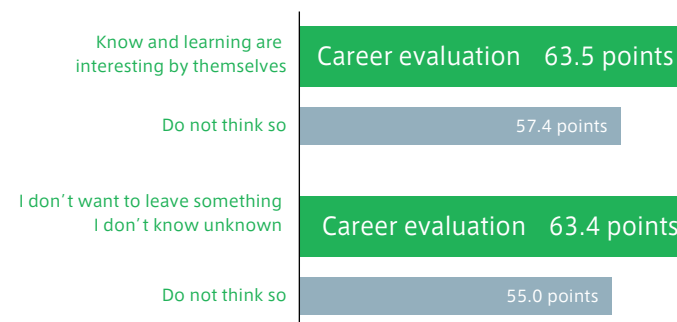 Know and learning are
interesting by themselves
Career evaluation 63.5 points
Do not think so
57.4 points
I don't want to leave something
I don't know unknown
Career evaluation 63.4 points
Do not think so
55.0 points